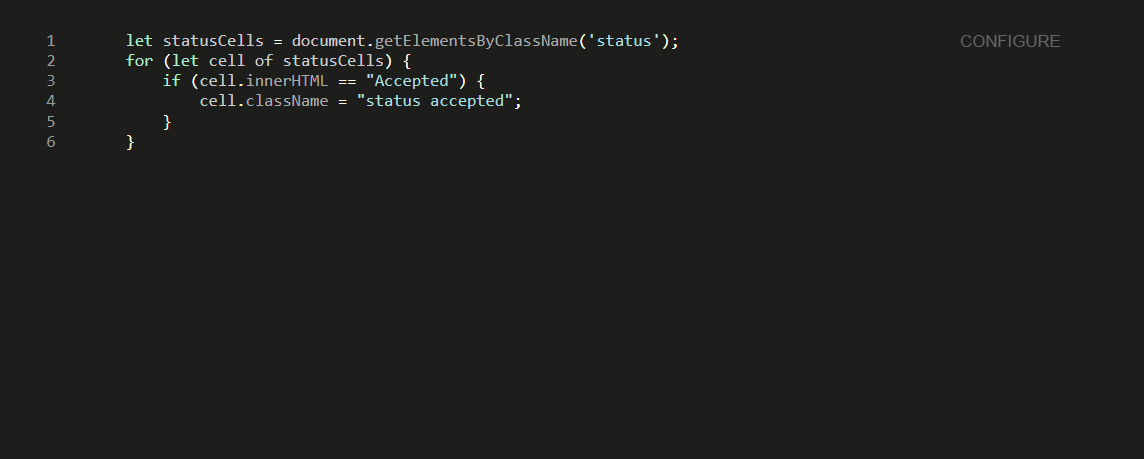 1 let statusCells = document.getElementsByClassName('status'); CONFIGURE
2 for (let cell of statusCells) {
3 if (cell.innerHTML == "Accepted") {
4 cell.className = "status accepted";
5 }
6 }